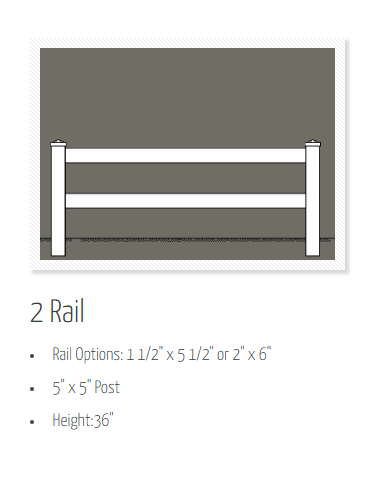 2 Rail
• Rail Options: 1 1/2" x 5 1/2" or 2" x 6"
• 5" x 5" Post
• Height:36"